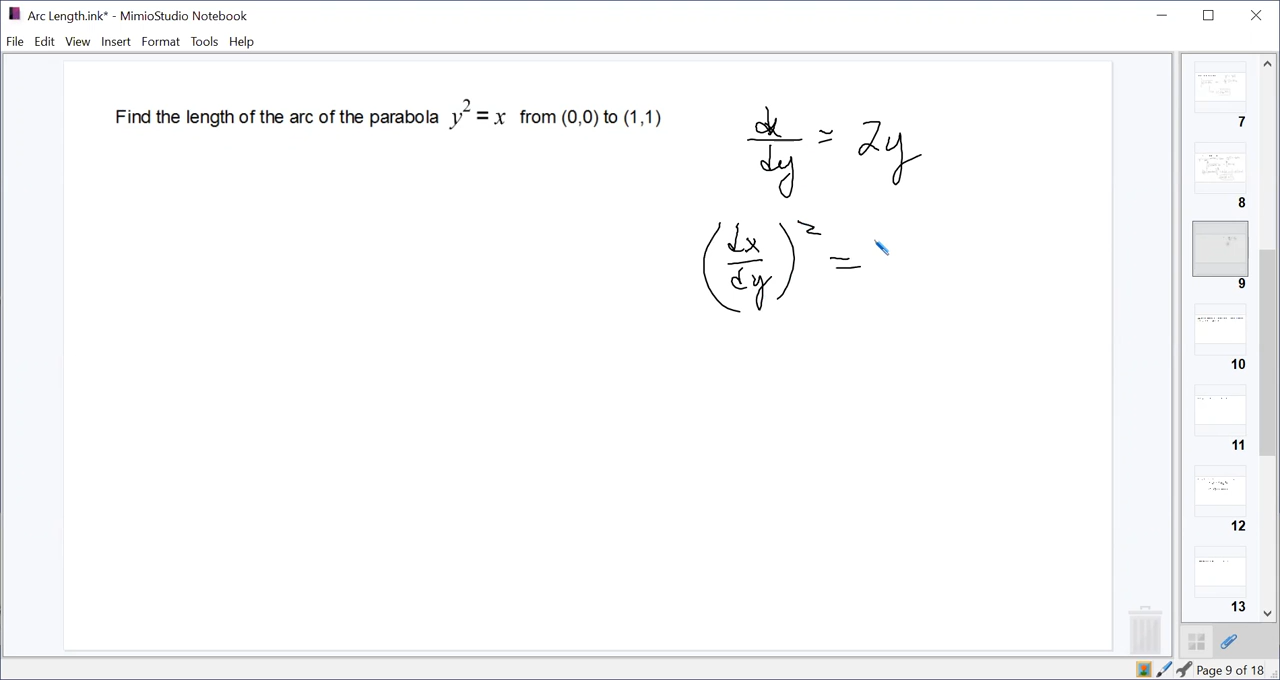 Arc Length.ink* - MimioStudio Notebook
File Edit View Insert Format Tools Help
Find the length of the arc of the parabola y² = x from (0,0) to (1,1)
dx/dy = 2y
(dx/dy)² =
7
8
9
10
11
12
13
Page 9 of 18